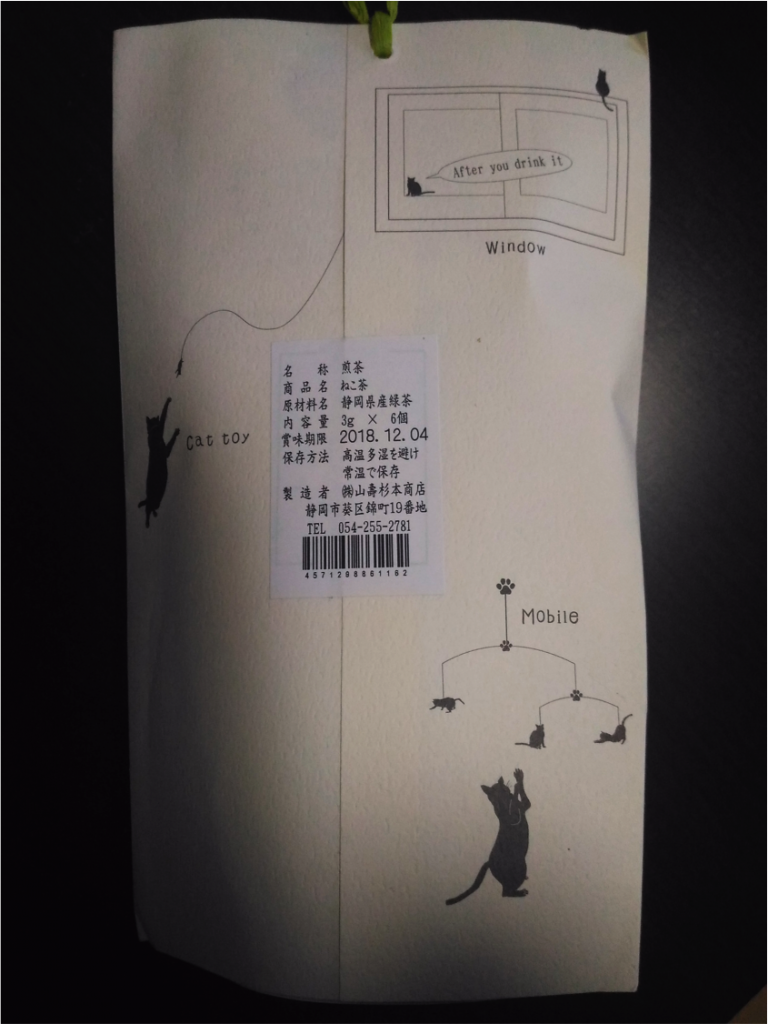 After you drink it
Window
Cat toy
名 称 煎茶
商品名 ねこ茶
原材料名 静岡県産緑茶
内容量 3g × 6個
賞味期限 2018.12.04
保存方法 高温多湿を避け
常温で保存
製造者 ㈱山壽杉本商店
静岡市葵区錦町19番地
TEL 054-255-2781
4571296661162
Mobile